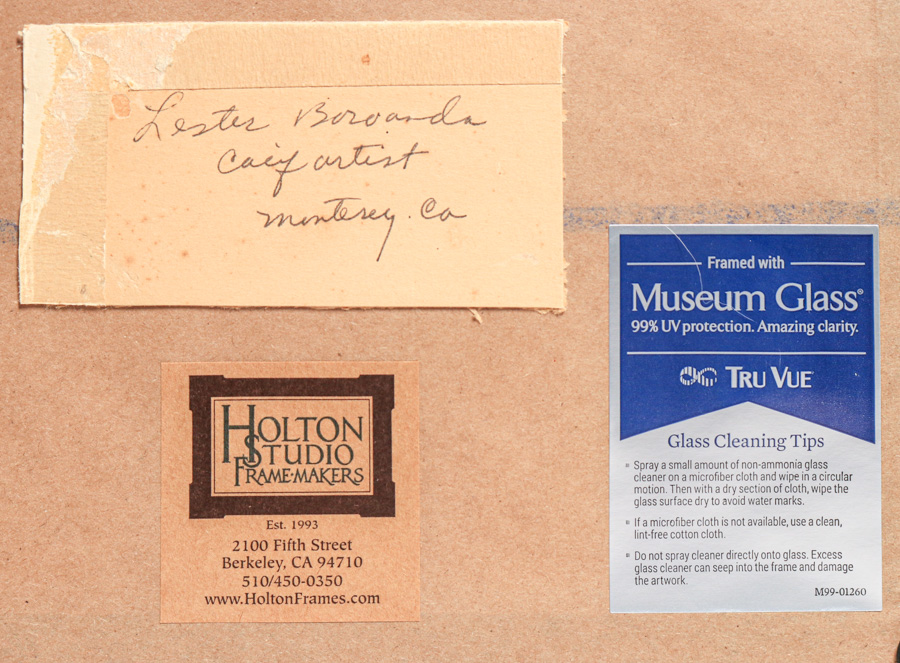 Lester Boroanda
Caif artist
Monterey. Ca
Framed with
Museum Glass®
99% UV protection. Amazing clarity.
TRU VUE
Glass Cleaning Tips
Spray a small amount of non-ammonia glass
cleaner on a microfiber cloth and wipe in a circular
motion. Then with a dry section of cloth, wipe the
glass surface dry to avoid water marks.
If a microfiber cloth is not available, use a clean,
lint-free cotton cloth.
Do not spray cleaner directly onto glass. Excess
glass cleaner can seep into the frame and damage
the artwork.
M99-01260
HOLTON
STUDIO
FRAME·MAKERS
Est. 1993
2100 Fifth Street
Berkeley, CA 94710
510/450-0350
www.HoltonFrames.com